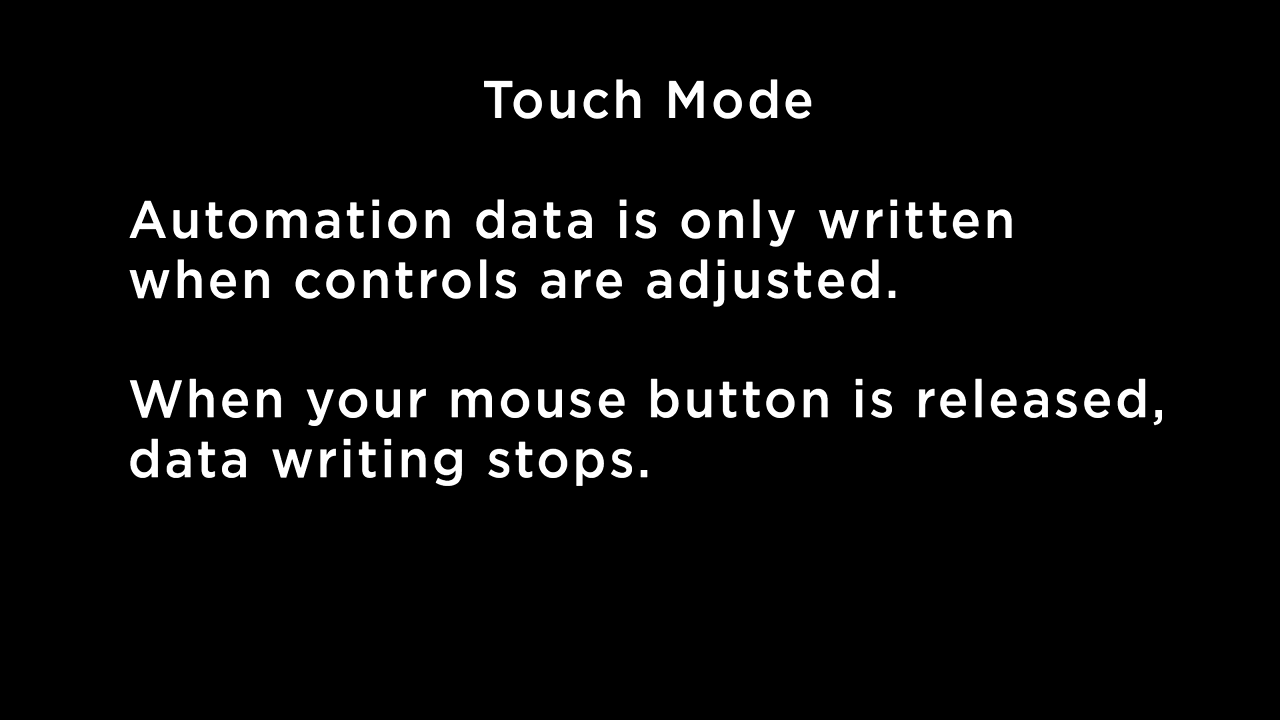 Touch Mode
Automation data is only written
when controls are adjusted.
When your mouse button is released,
data writing stops.